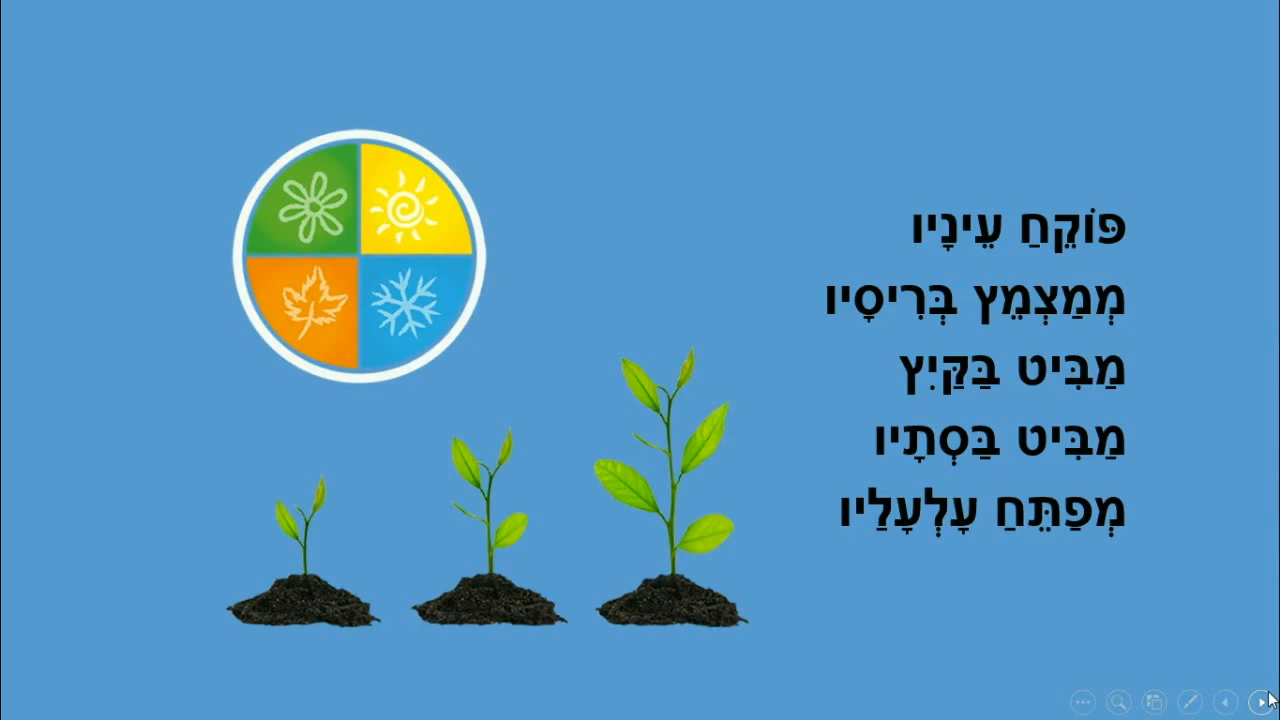 פּוֹקֵחַ עֵינָיו
מְמַצְמֵץ בְּרִיסָיו
מַבִּיט בַּקַּיִץ
מַבִּיט בַּסְתָיו
מְפַתֵּחַ עָלְעָלַיו